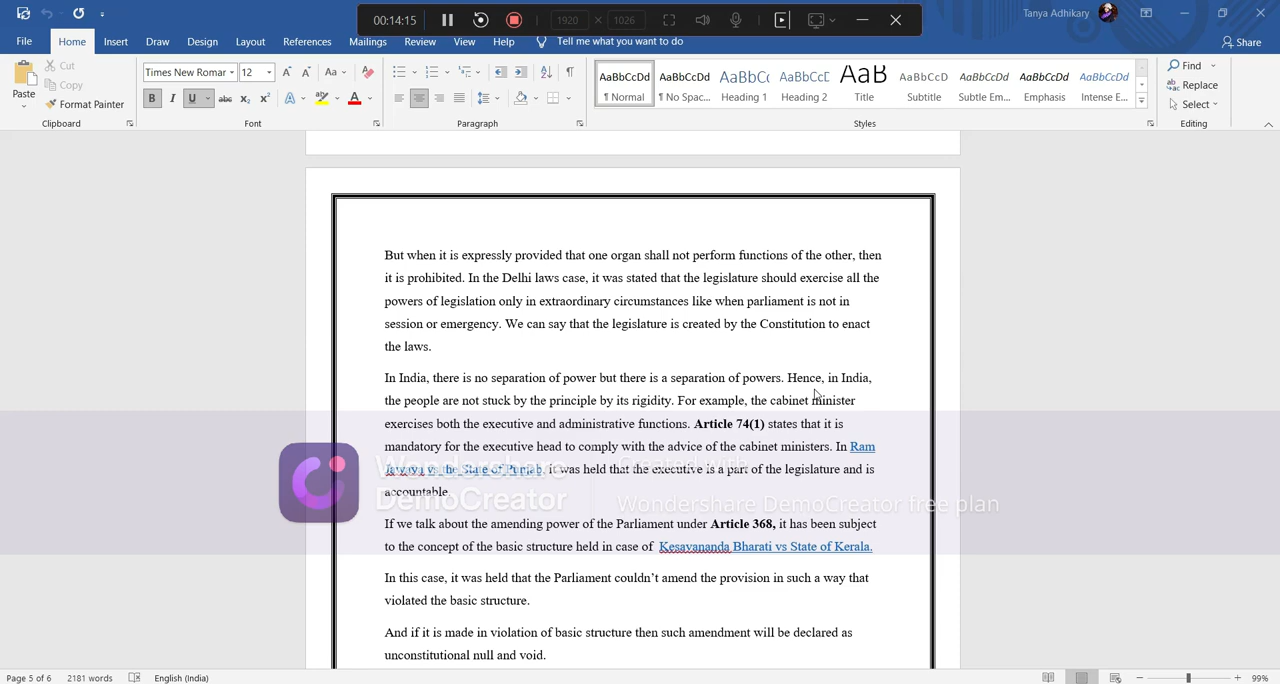 00:14:15
1920 × 1026
Tanya Adhikary
File Home Insert Draw Design Layout References Mailings Review View Help Tell me what you want to do
Share
Paste
Cut
Copy
Format Painter
Clipboard
Times New Roman 12
Font
Paragraph
AaBbCcDd AaBbCcDd AaBbCc AaBbCcD AaB AaBbCcD AaBbCcDd AaBbCcDd AaBbCcDd
¶ Normal ¶ No Spac... Heading 1 Heading 2 Title Subtitle Subtle Em... Emphasis Intense E...
Styles
Find
Replace
Select
Editing
But when it is expressly provided that one organ shall not perform functions of the other, then
it is prohibited. In the Delhi laws case, it was stated that the legislature should exercise all the
powers of legislation only in extraordinary circumstances like when parliament is not in
session or emergency. We can say that the legislature is created by the Constitution to enact
the laws.
In India, there is no separation of power but there is a separation of powers. Hence, in India,
the people are not stuck by the principle by its rigidity. For example, the cabinet minister
exercises both the executive and administrative functions. Article 74(1) states that it is
mandatory for the executive head to comply with the advice of the cabinet ministers. In Ram
Jawaya vs the State of Punjab, it was held that the executive is a part of the legislature and is
accountable.
Wondershare
DemoCreator
Created with
Wondershare DemoCreator free plan
If we talk about the amending power of the Parliament under Article 368, it has been subject
to the concept of the basic structure held in case of Kesavananda Bharati vs State of Kerala.
In this case, it was held that the Parliament couldn't amend the provision in such a way that
violated the basic structure.
And if it is made in violation of basic structure then such amendment will be declared as
unconstitutional null and void.
Page 5 of 6 2181 words English (India) 99%